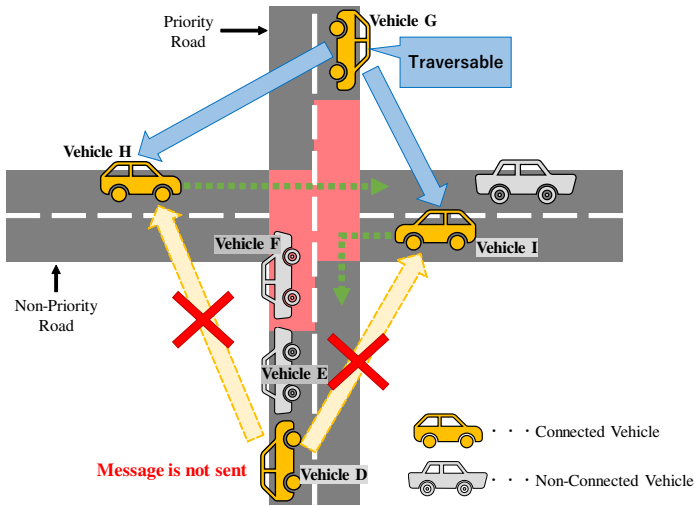 Priority
Road
Vehicle G
Traversable
Vehicle H
Vehicle F
Vehicle I
Non-Priority
Road
Vehicle E
Message is not sent
Vehicle D
· · · Connected Vehicle
· · · Non-Connected Vehicle